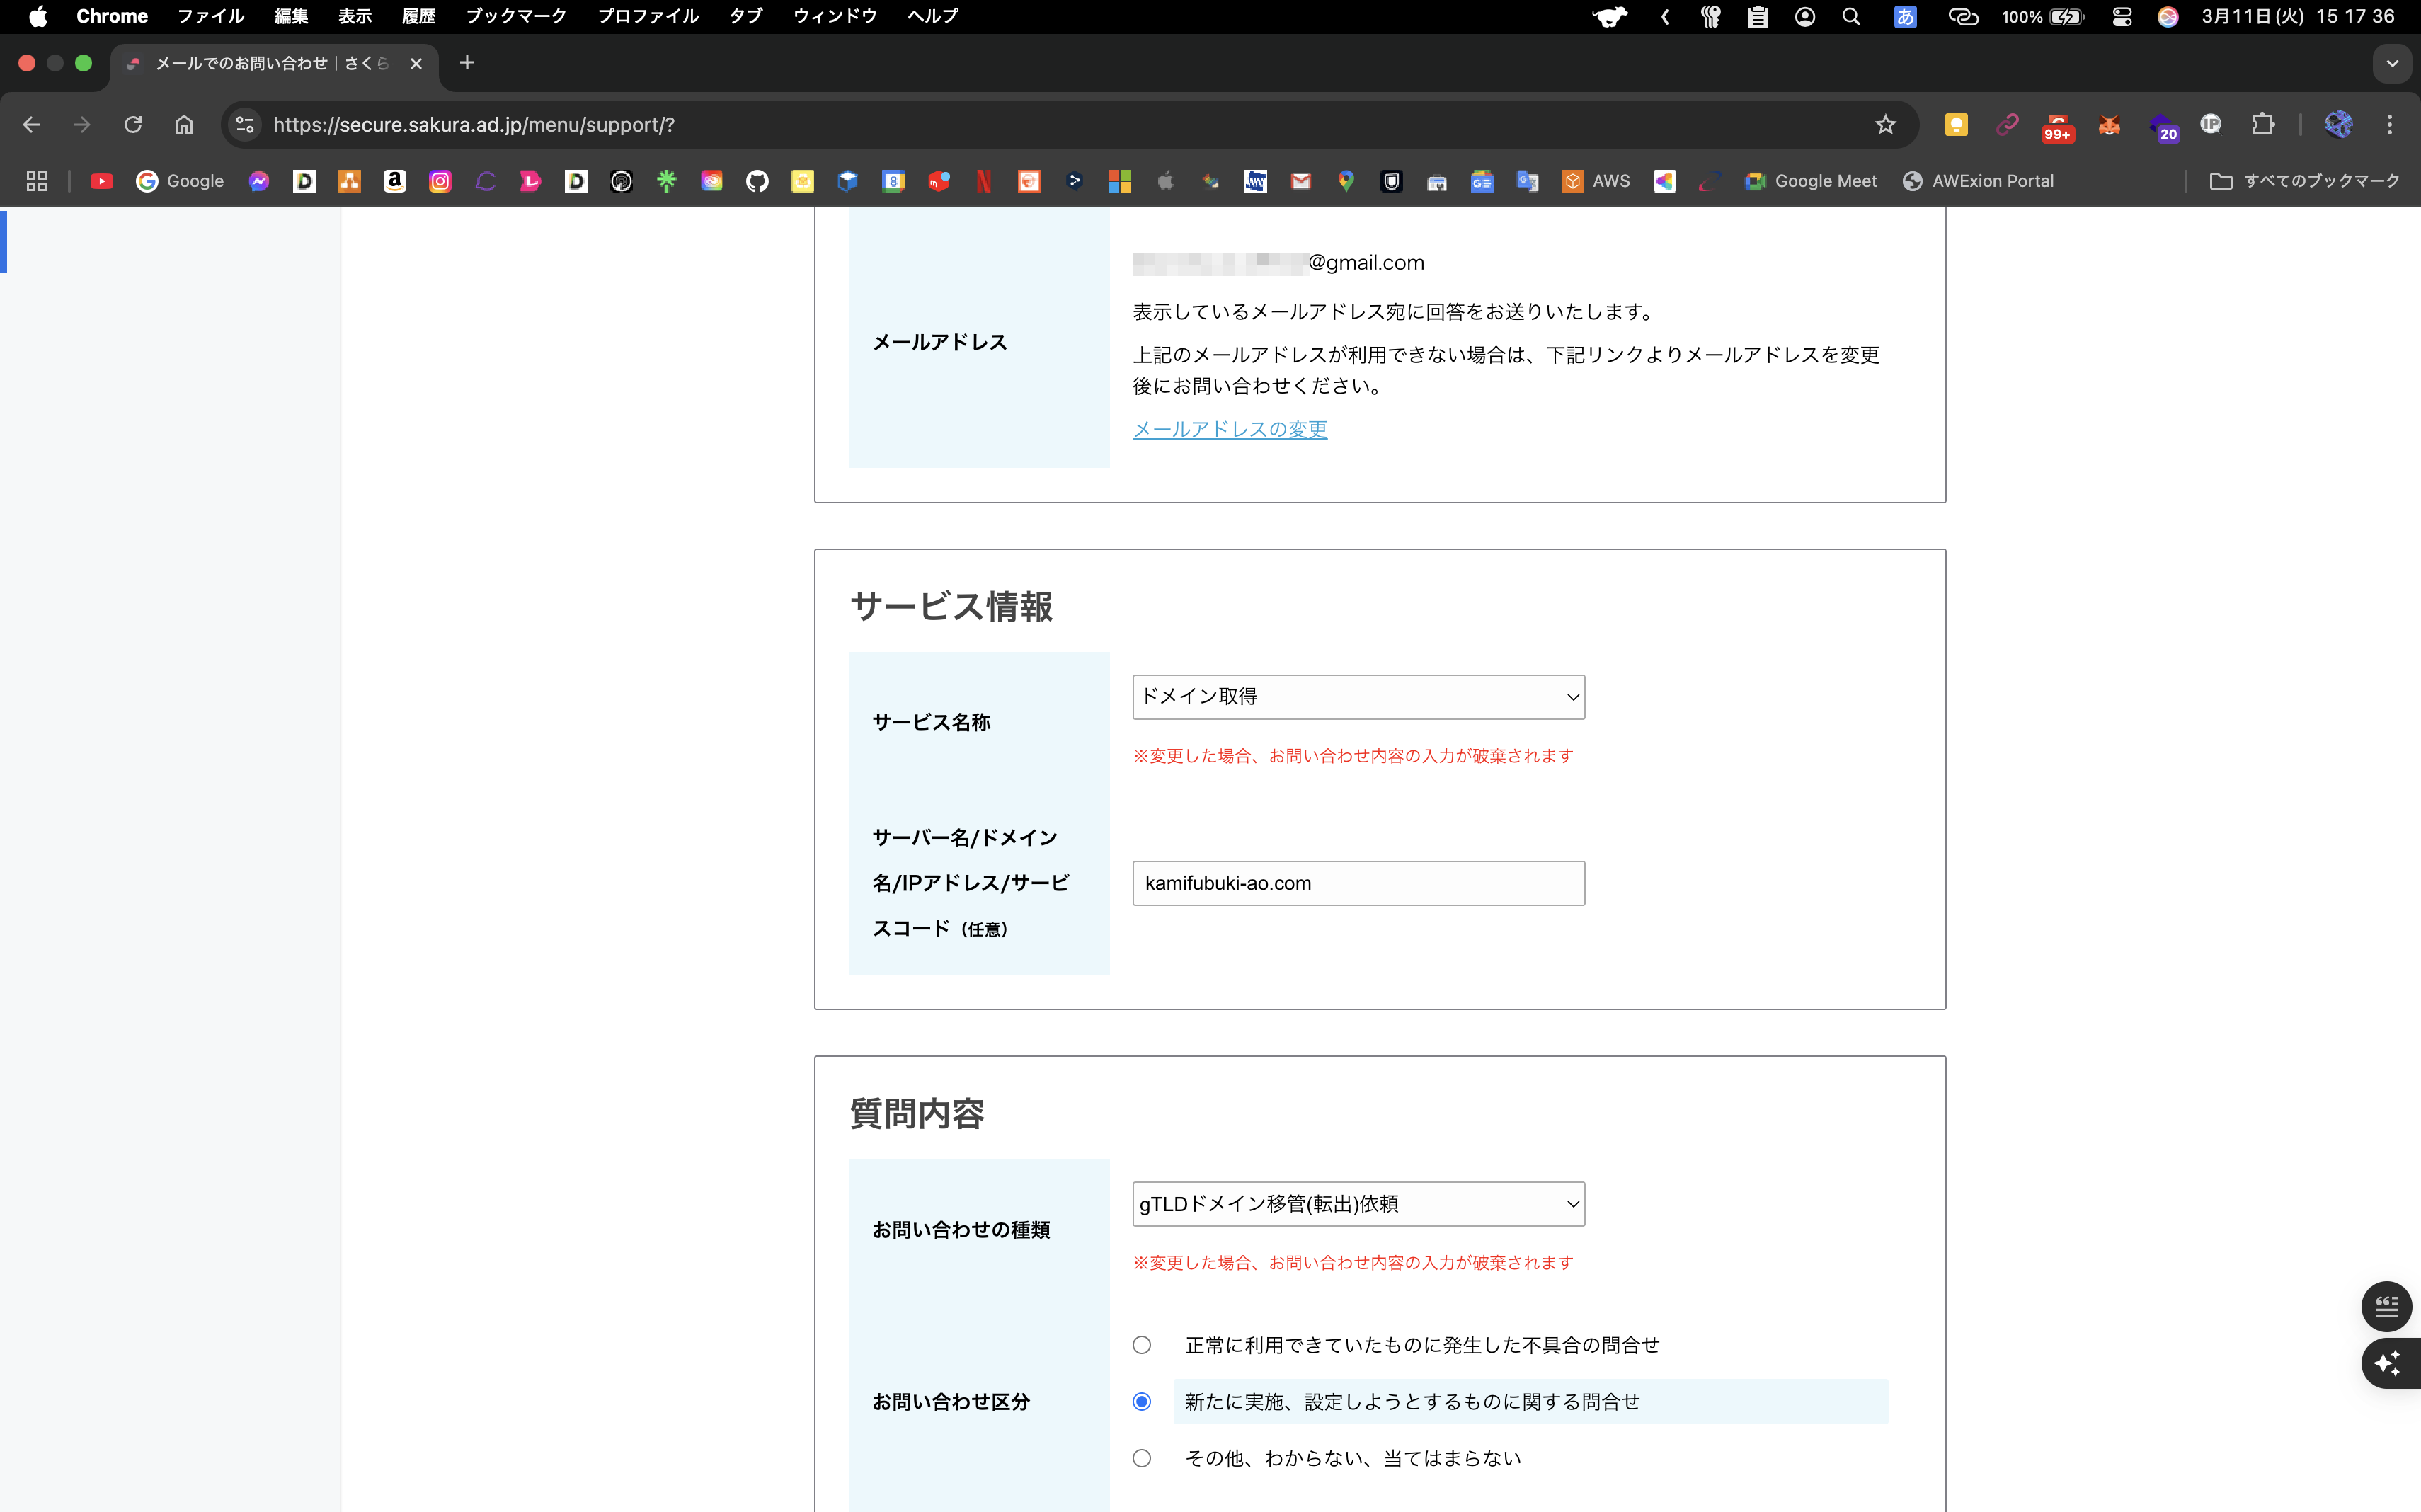 Chrome ファイル 編集 表示 履歴 ブックマーク プロファイル タブ ウィンドウ ヘルプ あ 100% 3月11日(火) 15 17 36
メールでのお問い合わせ | さくら
https://secure.sakura.ad.jp/menu/support/? 99+ 20 IP
Google AWS Google Meet AWExion Portal すべてのブックマーク
@gmail.com
表示しているメールアドレス宛に回答をお送りいたします。
メールアドレス
上記のメールアドレスが利用できない場合は、下記リンクよりメールアドレスを変更
後にお問い合わせください。
メールアドレスの変更
サービス情報
サービス名称
ドメイン取得
※変更した場合、お問い合わせ内容の入力が破棄されます
サーバー名/ドメイン
名/IPアドレス/サービ
スコード（任意）
kamifubuki-ao.com
質問内容
お問い合わせの種類
gTLDドメイン移管(転出)依頼
※変更した場合、お問い合わせ内容の入力が破棄されます
お問い合わせ区分
正常に利用できていたものに発生した不具合の問合せ
新たに実施、設定しようとするものに関する問合せ
その他、わからない、当てはまらない